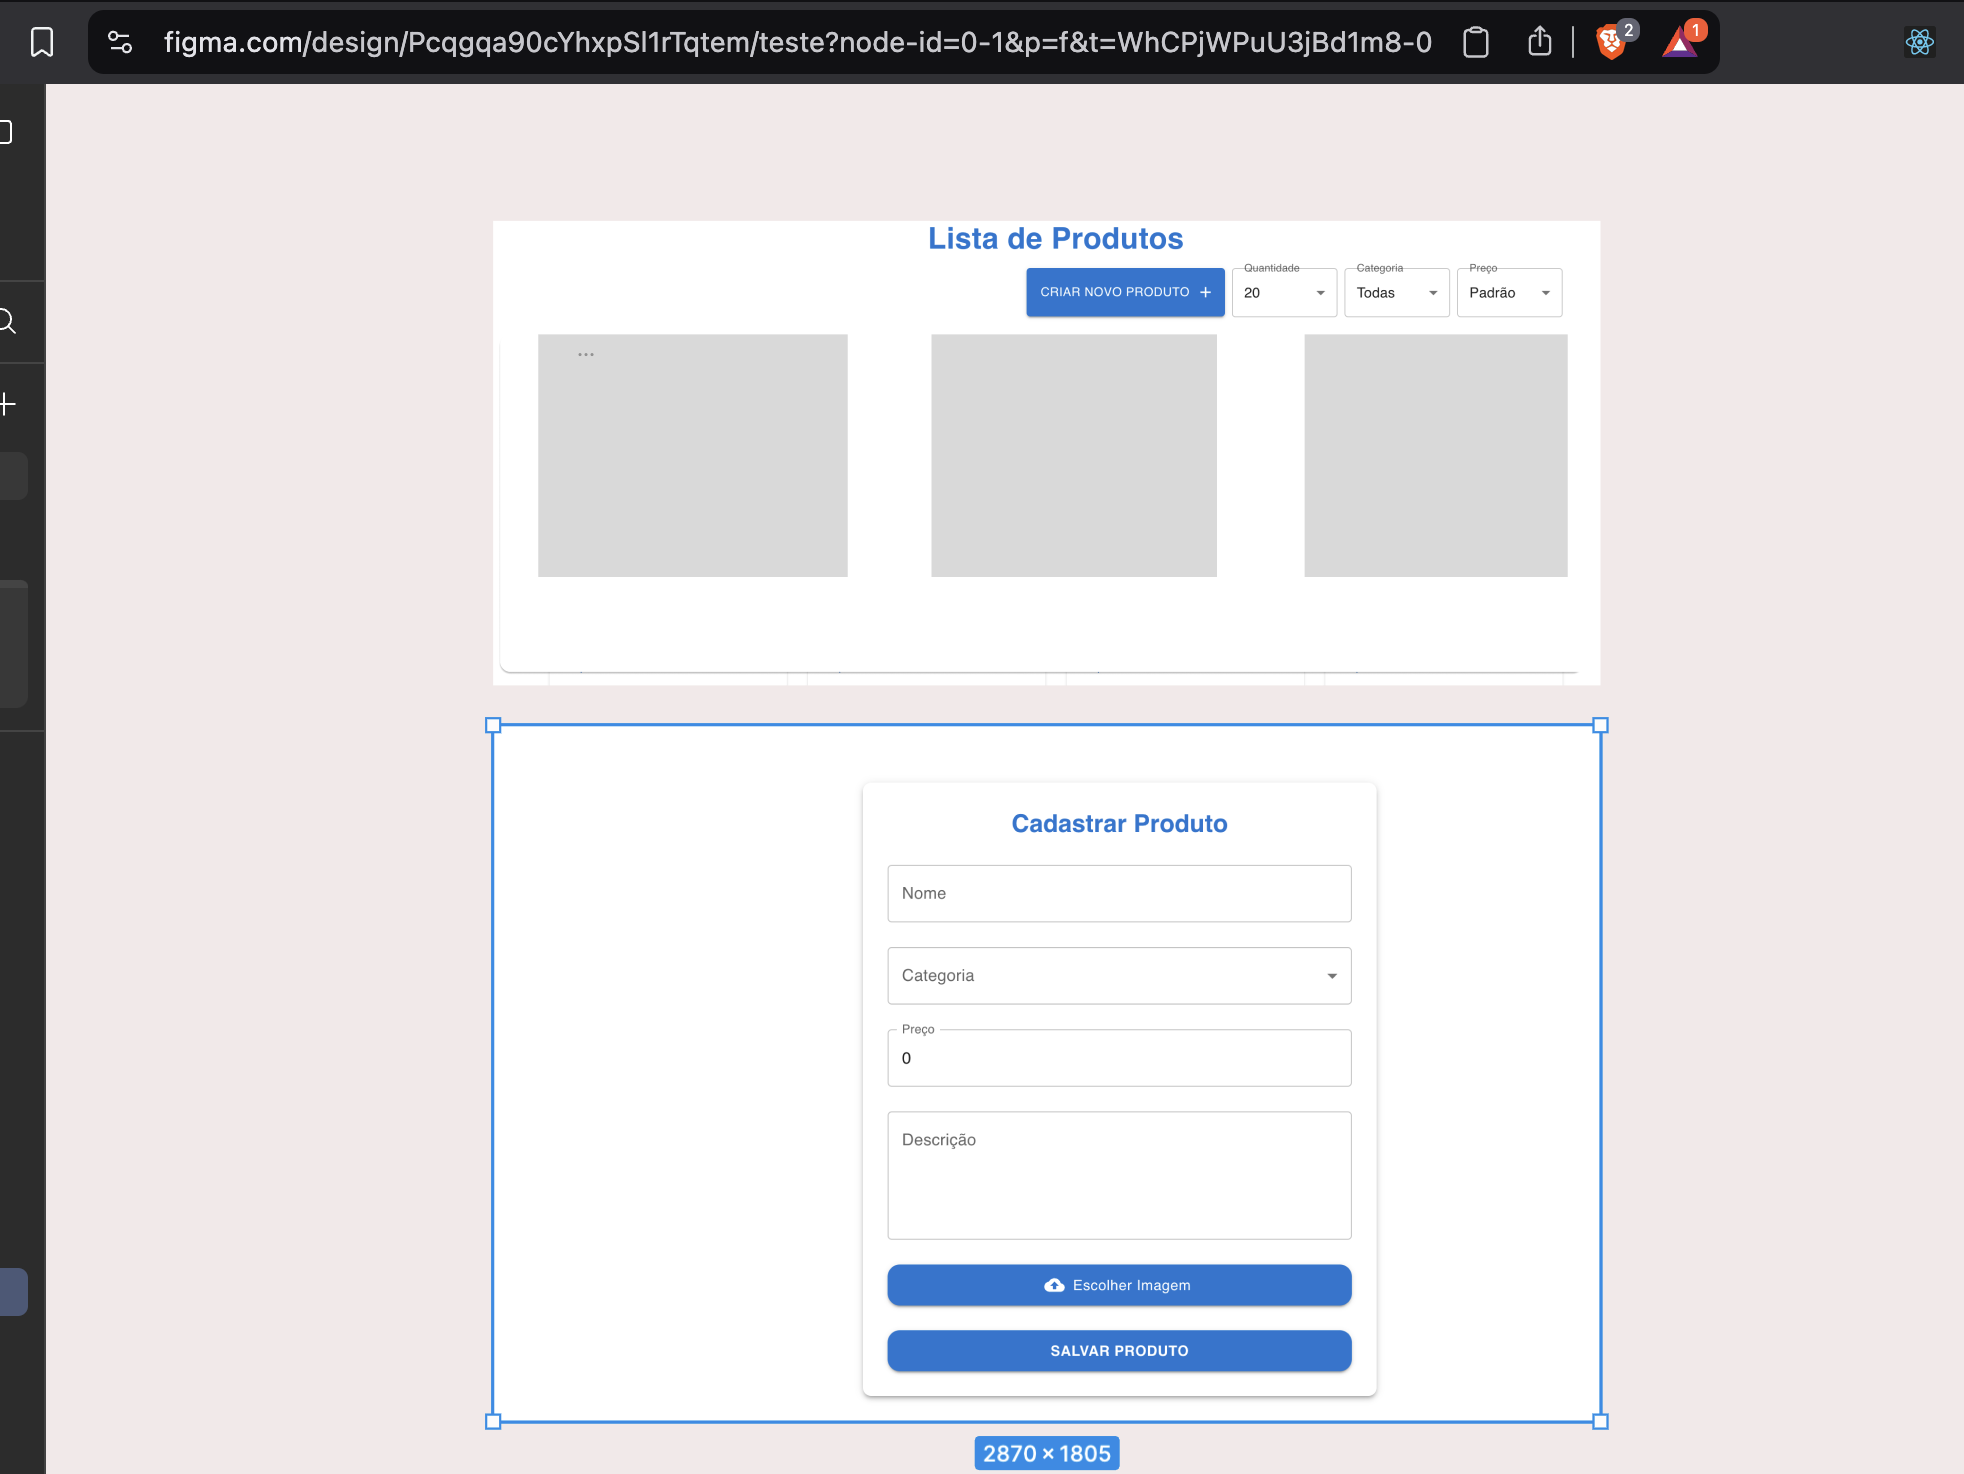 figma.com/design/Pcqgqa90cYhxpSl1rTqtem/teste?node-id=0-1&p=f&t=WhCPjWPuU3jBd1m8-0
2
1
Lista de Produtos
CRIAR NOVO PRODUTO +
Quantidade
20
Categoria
Todas
Preço
Padrão
...
Cadastrar Produto
Nome
Categoria
Preço
0
Descrição
Escolher Imagem
SALVAR PRODUTO
2870 × 1805